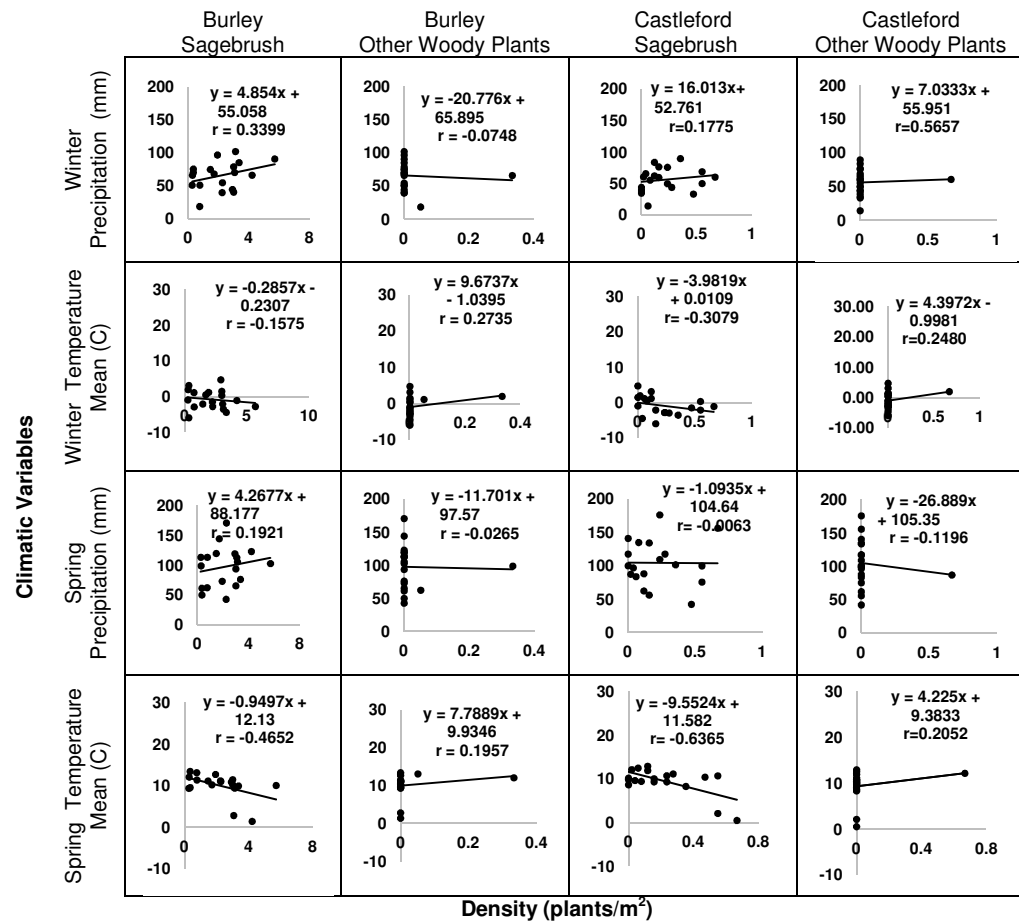 Burley
Sagebrush
Burley
Other Woody Plants
Castleford
Sagebrush
Castleford
Other Woody Plants
Climatic Variables
Winter
Precipitation (mm)
200
150
100
50
0
0 4 8
y = 4.854x +
55.058
r = 0.3399
200
150
100
50
0
0 0.2 0.4
y = -20.776x +
65.895
r = -0.0748
200
150
100
50
0
0 0.5 1
y = 16.013x+
52.761
r=0.1775
200
150
100
50
0
0 0.5 1
y = 7.0333x +
55.951
r=0.5657
Winter Temperature
Mean (C)
30
20
10
0
-10
0 5 10
y = -0.2857x -
0.2307
r = -0.1575
30
20
10
0
-10
0 0.2 0.4
y = 9.6737x
- 1.0395
r = 0.2735
30
20
10
0
-10
0 0.5 1
y = -3.9819x
+ 0.0109
r= -0.3079
30.00
20.00
10.00
0.00
-10.00
0 0.5 1
y = 4.3972x -
0.9981
r=0.2480
Spring
Precipitation (mm)
200
150
100
50
0
0 4 8
y = 4.2677x +
88.177
r = 0.1921
200
150
100
50
0
0 0.2 0.4
y = -11.701x +
97.57
r = -0.0265
200
150
100
50
0
0 0.5 1
y = -1.0935x +
104.64
r= -0.0063
200
150
100
50
0
0 0.5 1
y = -26.889x
+ 105.35
r = -0.1196
Spring Temperature
Mean (C)
30
20
10
0
-10
0 4 8
y = -0.9497x +
12.13
r = -0.4652
30
20
10
0
-10
0 0.2 0.4
y = 7.7889x +
9.9346
r = 0.1957
30
20
10
0
-10
0 0.4 0.8
y = -9.5524x +
11.582
r= -0.6365
30
20
10
0
-10
0 0.4 0.8
y = 4.225x +
9.3833
r=0.2052
Density (plants/m²)